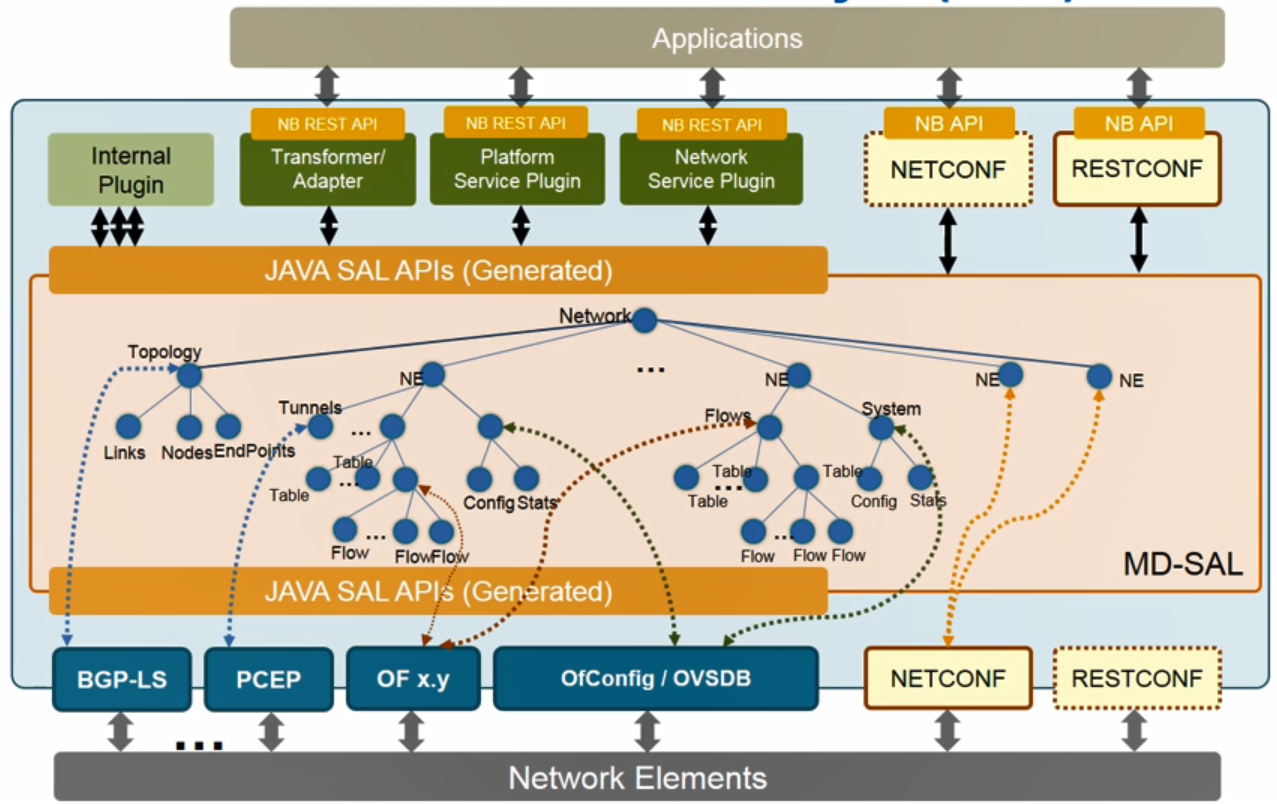 Applications
NB REST API
NB REST API
NB REST API
NB API
NB API
Internal
Plugin
Transformer/
Adapter
Platform
Service Plugin
Network
Service Plugin
NETCONF
RESTCONF
JAVA SAL APIs (Generated)
Network
Topology
NE
...
NE
NE
NE
Links
Nodes
EndPoints
Tunnels
...
Flows
System
Table
...
Table
Config
Stats
Table
...
Table
Table
Config
Stats
Flow
...
Flow
Flow
Flow
...
Flow
Flow
MD-SAL
JAVA SAL APIs (Generated)
BGP-LS
PCEP
OF x.y
OfConfig / OVSDB
NETCONF
RESTCONF
...
Network Elements